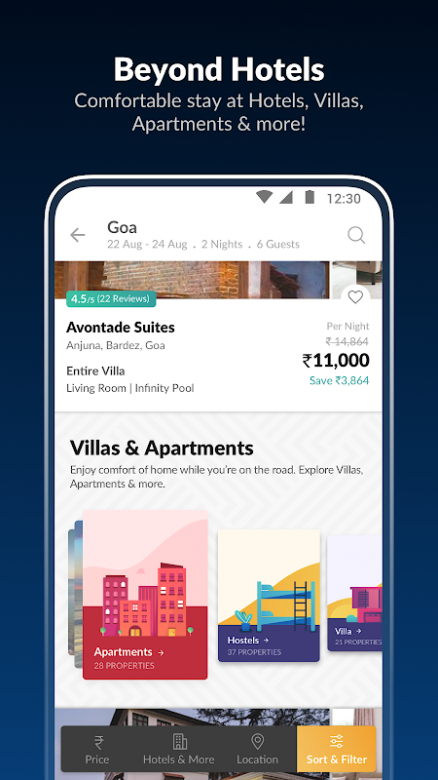 Beyond Hotels
Comfortable stay at Hotels, Villas,
Apartments & more!
12:30
Goa
22 Aug - 24 Aug . 2 Nights . 6 Guests
4.5/5 (22 Reviews)
Avontade Suites
Anjuna, Bardez, Goa
Entire Villa
Living Room | Infinity Pool
Per Night
₹ 14,864
₹11,000
Save ₹3,864
Villas & Apartments
Enjoy comfort of home while you're on the road. Explore Villas,
Apartments & more.
Apartments →
28 PROPERTIES
Hostels →
37 PROPERTIES
Villa →
21 PROPERTIES
Price
Hotels & More
Location
Sort & Filter